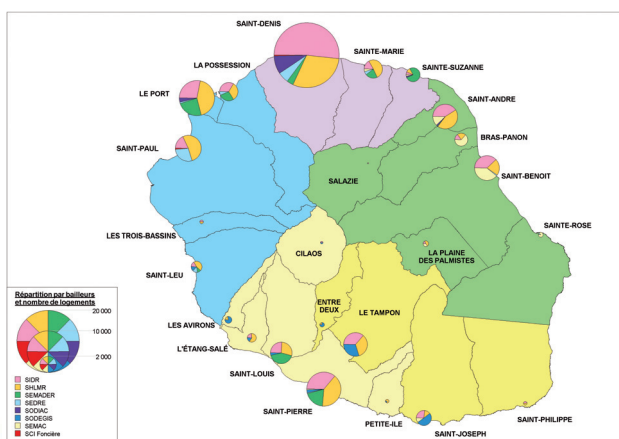 SAINT-DENIS
SAINTE-MARIE
LA POSSESSION
SAINTE-SUZANNE
LE PORT
SAINT-ANDRE
BRAS-PANON
SAINT-PAUL
SALAZIE
SAINT-BENOIT
LES TROIS-BASSINS
SAINTE-ROSE
CILAOS
LA PLAINE
DES PALMISTES
SAINT-LEU
Répartition par bailleurs
et nombre de logements
20 000
10 000
2 000
SIDR
SHLMR
SEMADER
SEDRE
SODIAC
SODEGIS
SEMAC
SCI Foncière
ENTRE
DEUX
LE TAMPON
LES AVIRONS
L'ÉTANG-SALÉ
SAINT-LOUIS
SAINT-PIERRE
PETITE-ILE
SAINT-JOSEPH
SAINT-PHILIPPE